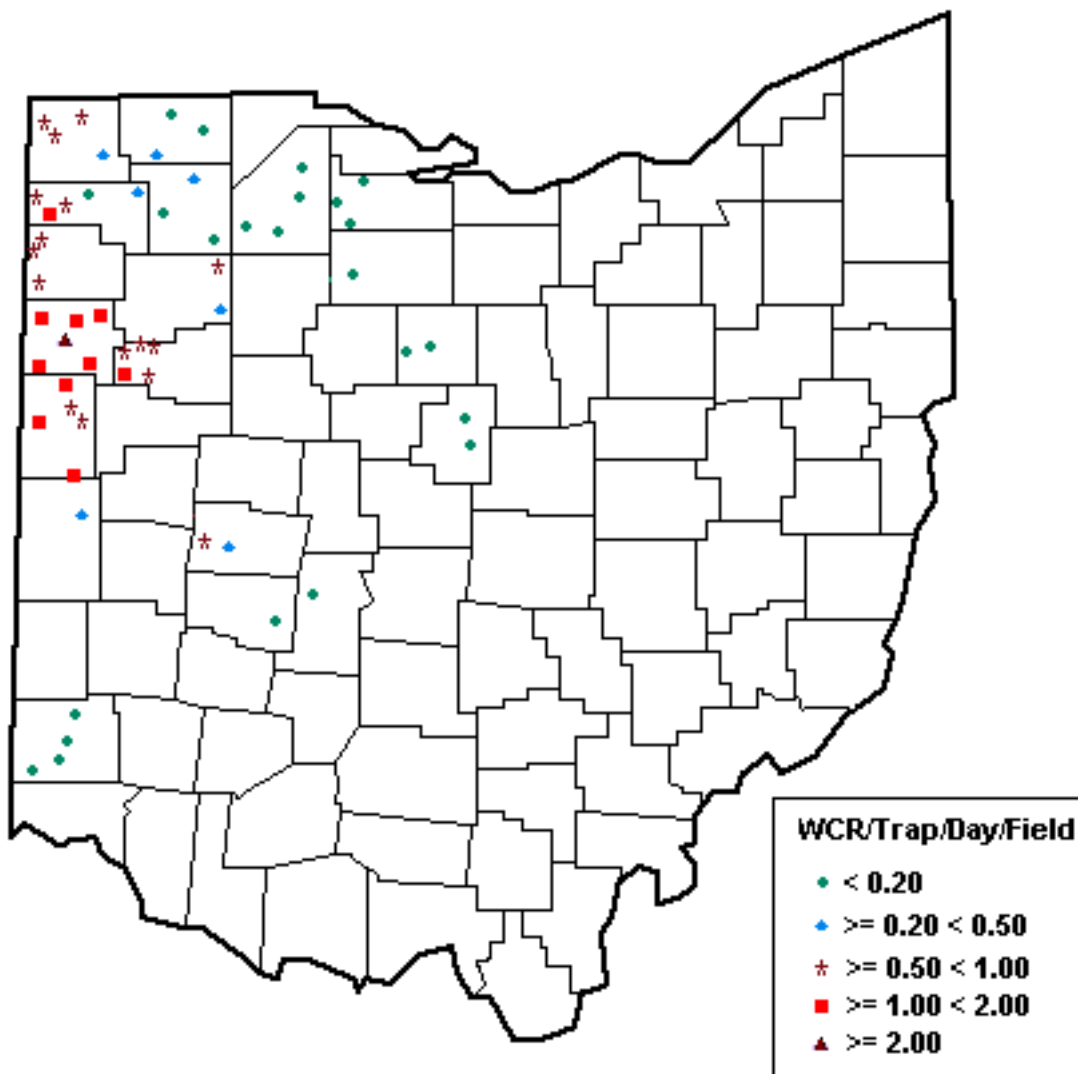 WCR/Trap/Day/Field
< 0.20
>= 0.20 < 0.50
>= 0.50 < 1.00
>= 1.00 < 2.00
>= 2.00